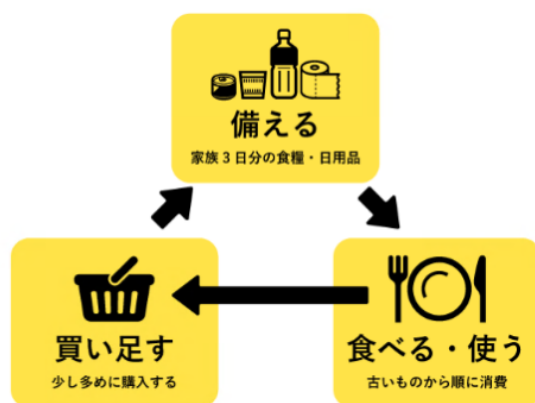 備える
家族3日分の食糧・日用品
買い足す
少し多めに購入する
食べる・使う
古いものから順に消費